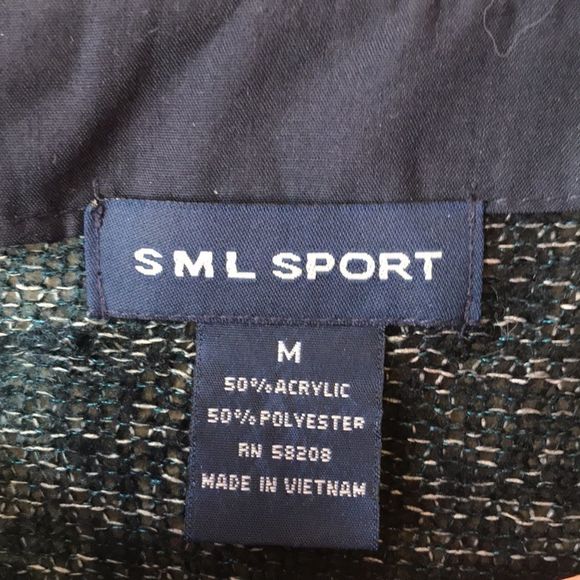 SML SPORT
M
50% ACRYLIC
50% POLYESTER
RN 58208
MADE IN VIETNAM